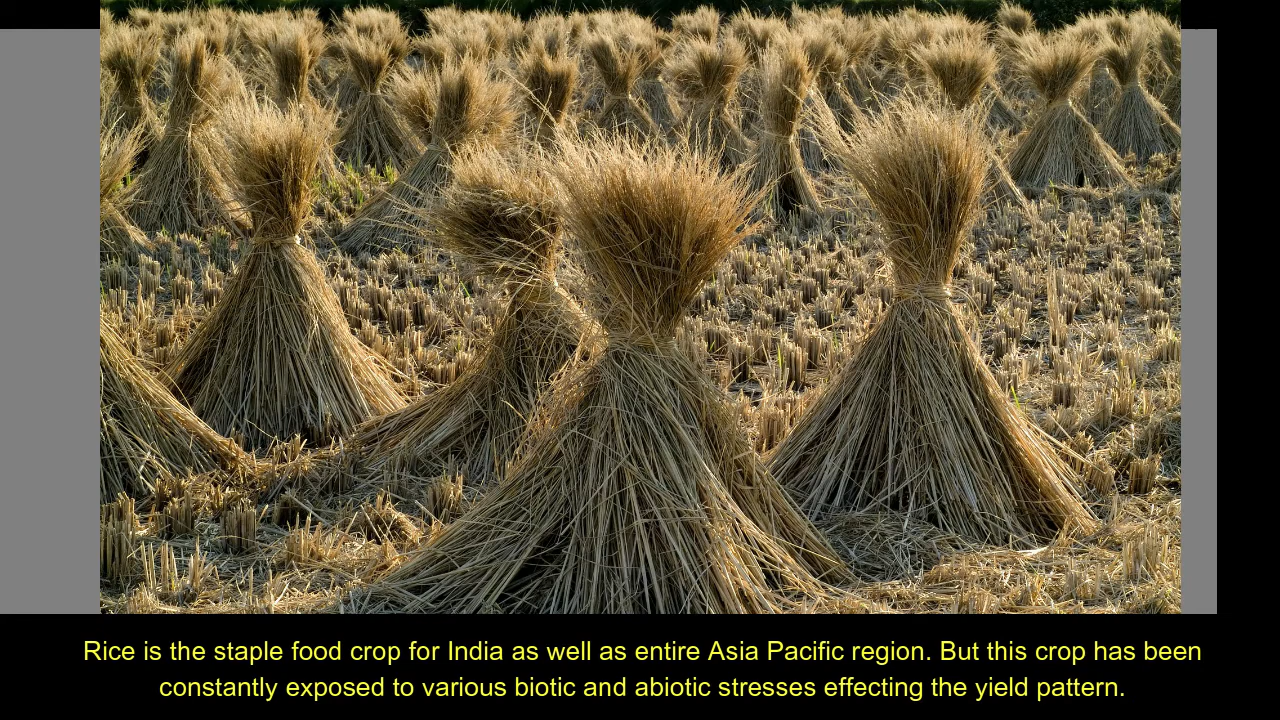 Rice is the staple food crop for India as well as entire Asia Pacific region. But this crop has been
constantly exposed to various biotic and abiotic stresses effecting the yield pattern.